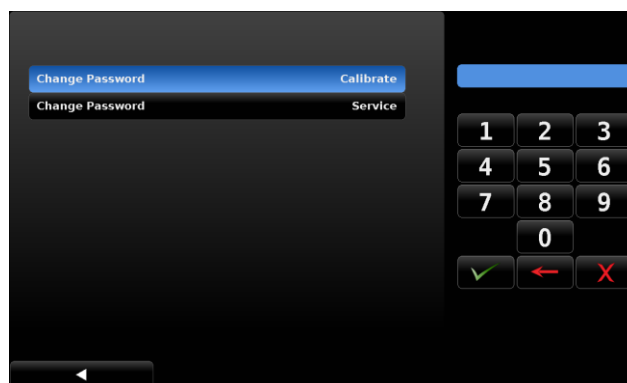 Change Password Calibrate
Change Password Service
1 2 3
4 5 6
7 8 9
0
X